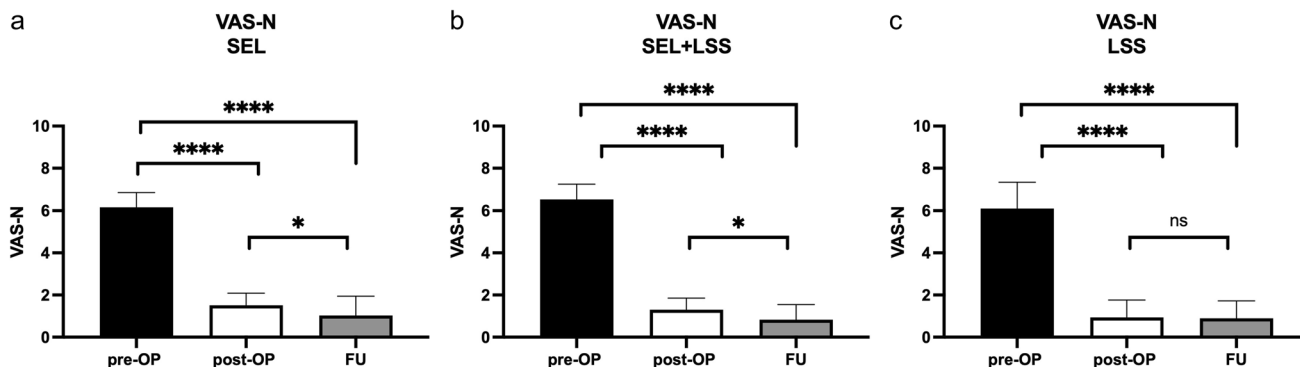 a
VAS-N
SEL
****
****
*
VAS-N
10
8
6
4
2
0
pre-OP post-OP FU
b
VAS-N
SEL+LSS
****
****
*
VAS-N
10
8
6
4
2
0
pre-OP post-OP FU
c
VAS-N
LSS
****
****
ns
VAS-N
10
8
6
4
2
0
pre-OP post-OP FU